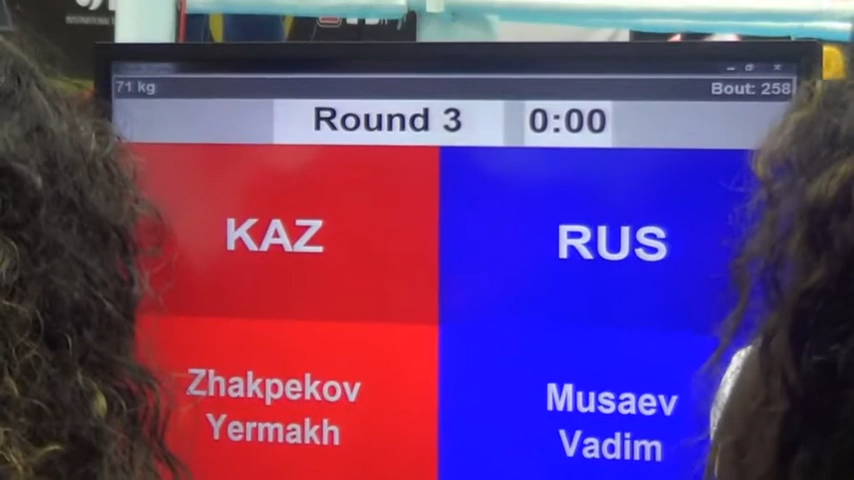 71 kg Bout: 258
Round 3 0:00
KAZ RUS
Zhakpekov
Yermakh
Musaev
Vadim